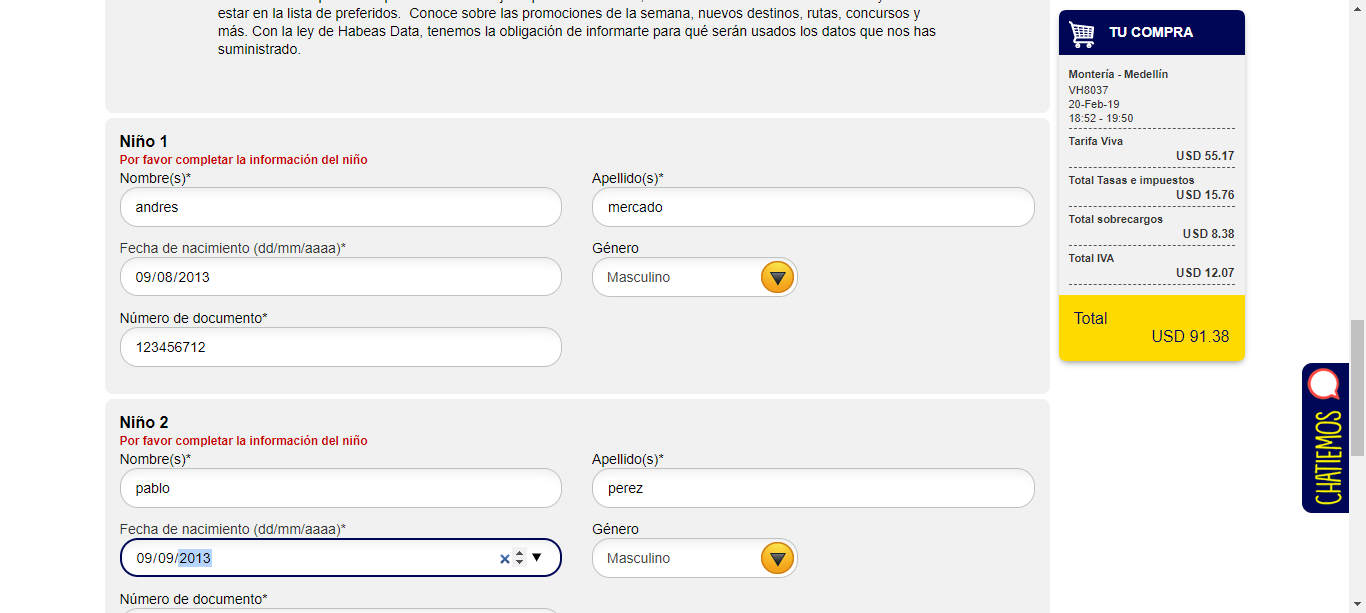 estar en la lista de preferidos. Conoce sobre las promociones de la semana, nuevos destinos, rutas, concursos y
más. Con la ley de Habeas Data, tenemos la obligación de informarte para qué serán usados los datos que nos has
suministrado.
Niño 1
Por favor completar la información del niño
Nombre(s)*
Apellido(s)*
andres
mercado
Fecha de nacimiento (dd/mm/aaaa)*
Género
09/08/2013
Masculino
Número de documento*
123456712
Niño 2
Por favor completar la información del niño
Nombre(s)*
Apellido(s)*
pablo
perez
Fecha de nacimiento (dd/mm/aaaa)*
Género
09/09/2013
Masculino
Número de documento*
TU COMPRA
Montería - Medellín
VH8037
20-Feb-19
18:52 - 19:50
Tarifa Viva
USD 55.17
Total Tasas e impuestos
USD 15.76
Total sobrecargos
USD 8.38
Total IVA
USD 12.07
Total
USD 91.38
CHATIEMOS